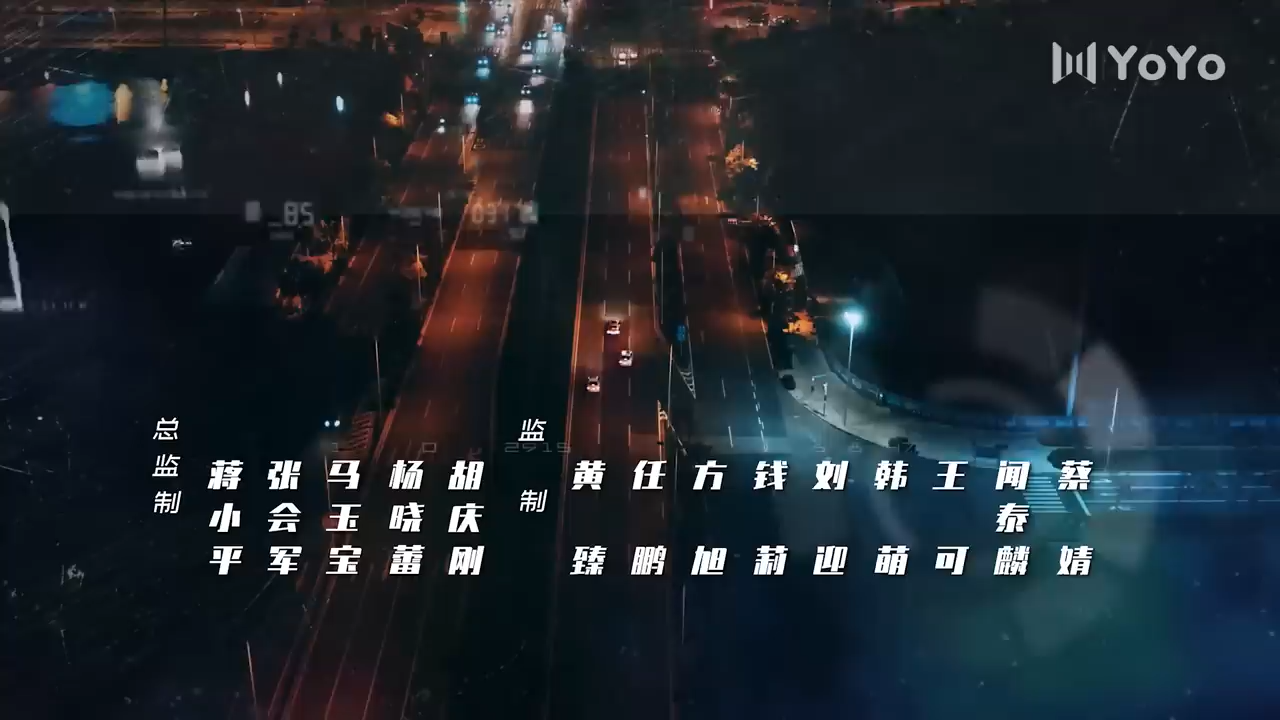 YoYo
总监制
蒋小平
张会军
马玉宝
杨晓蕾
胡庆刚
监制
黄臻
任鹏
方旭
钱莉
刘迎
韩萌
王可
闻泰麟
蔡婧